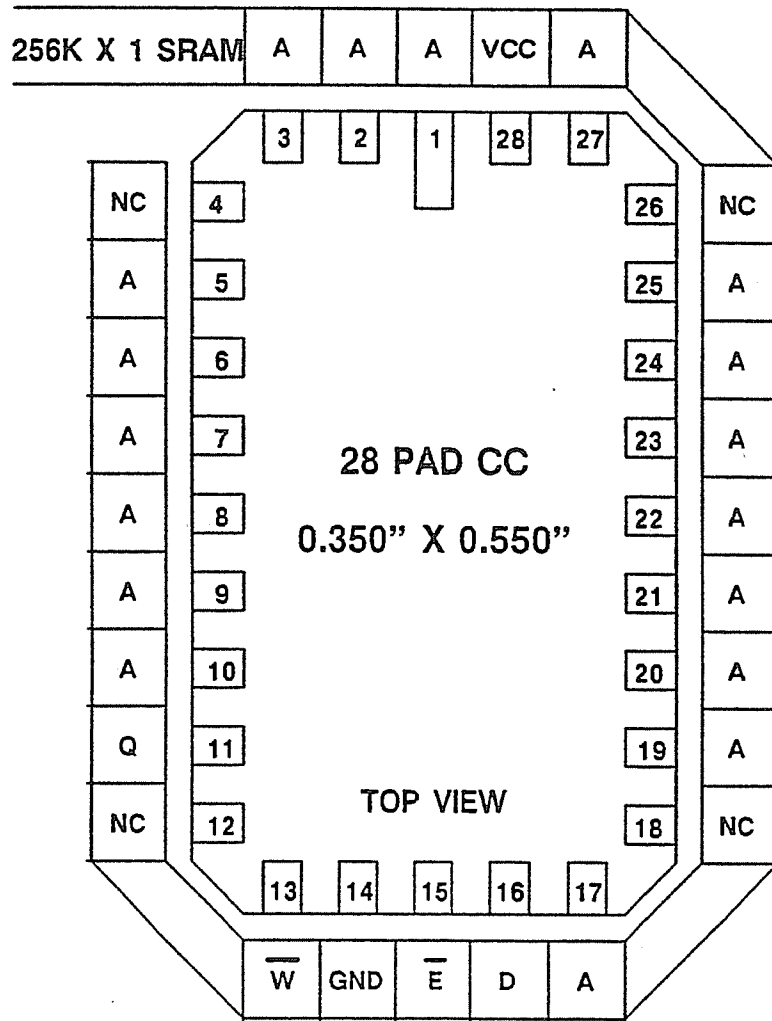 256K X 1 SRAM A A A VCC A
3 2 1 28 27
NC 4 26 NC
A 5 25 A
A 6 24 A
A 7 23 A
28 PAD CC
A 8 22 A
0.350” X 0.550”
A 9 21 A
A 10 20 A
Q 11 19 A
TOP VIEW
NC 12 18 NC
13 14 15 16 17
W̅ GND E̅ D A